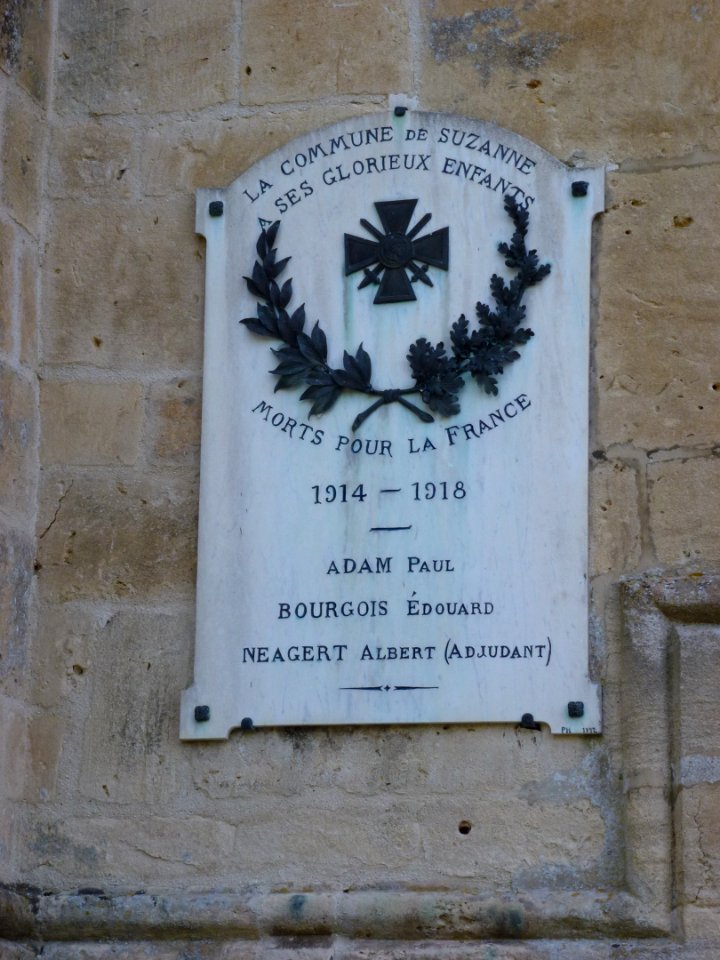 LA COMMUNE DE SUZANNE
A SES GLORIEUX ENFANTS
MORTS POUR LA FRANCE
1914 — 1918
ADAM PAUL
BOURGOIS ÉDOUARD
NEAGERT ALBERT (ADJUDANT)